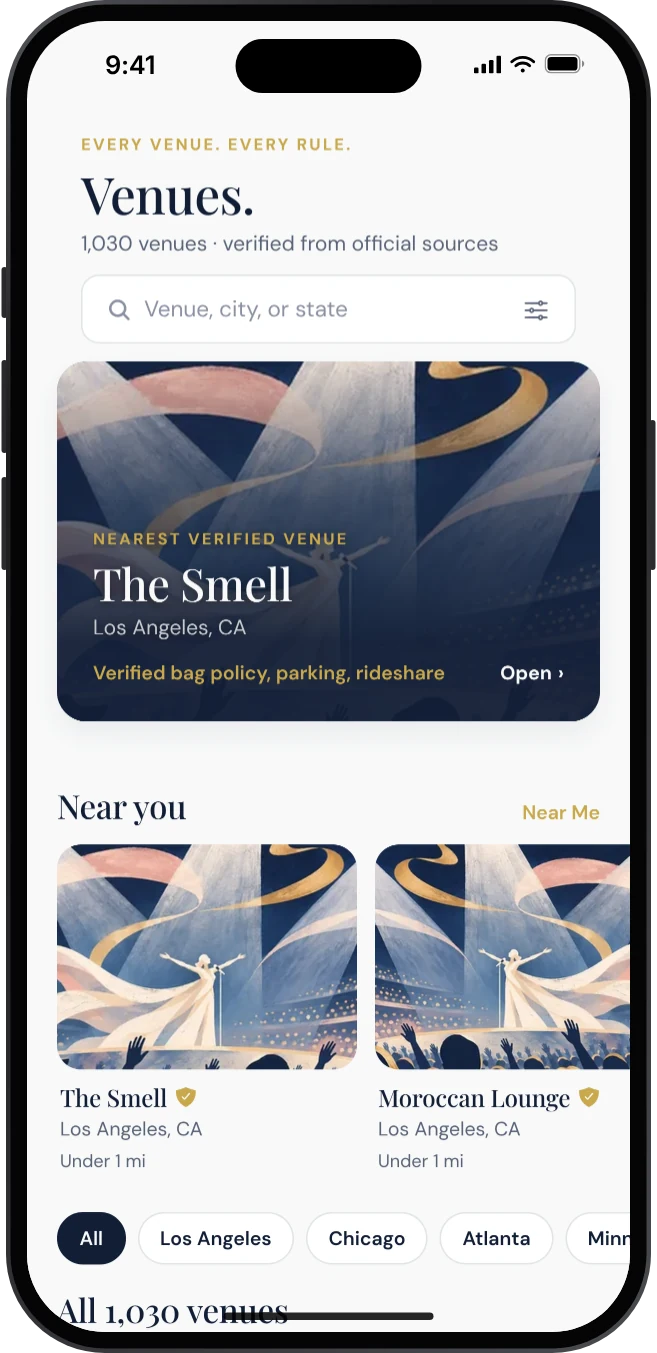 9:41
EVERY VENUE. EVERY RULE.
Venues.
1,030 venues · verified from official sources
Venue, city, or state
NEAREST VERIFIED VENUE
The Smell
Los Angeles, CA
Verified bag policy, parking, rideshare
Open ›
Near you
Near Me
The Smell
Los Angeles, CA
Under 1 mi
Moroccan Lounge
Los Angeles, CA
Under 1 mi
All
Los Angeles
Chicago
Atlanta
Minn
All 1,030 venues